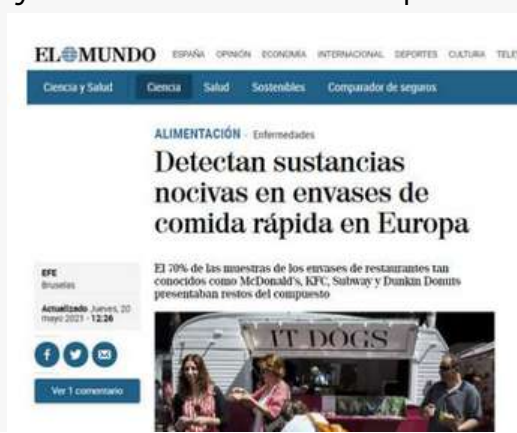 EL MUNDO ESPAÑA OPINIÓN ECONOMÍA INTERNACIONAL DEPORTES CULTURA
Ciencia y Salud Ciencia Salud Sostenibles Comparador de seguros
ALIMENTACIÓN - Enfermedades
Detectan sustancias
nocivas en envases de
comida rápida en Europa
EFE
Bruselas
Actualizado Jueves, 20
mayo 2021 - 12:26
El 70% de las muestras de los envases de restaurantes tan
conocidos como McDonald's, KFC, Subway y Dunkin Donuts
presentaban restos del compuesto
Ver 1 comentario
IT DOGS